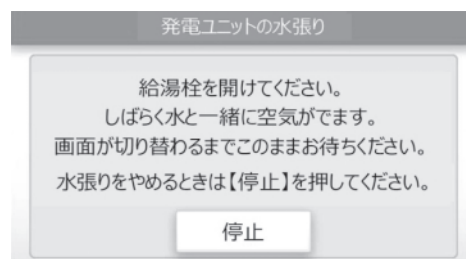 発電ユニットの水張り
給湯栓を開けてください。
しばらく水と一緒に空気がでます。
画面が切り替わるまでこのままお待ちください。
水張りをやめるときは【停止】を押してください。
停止